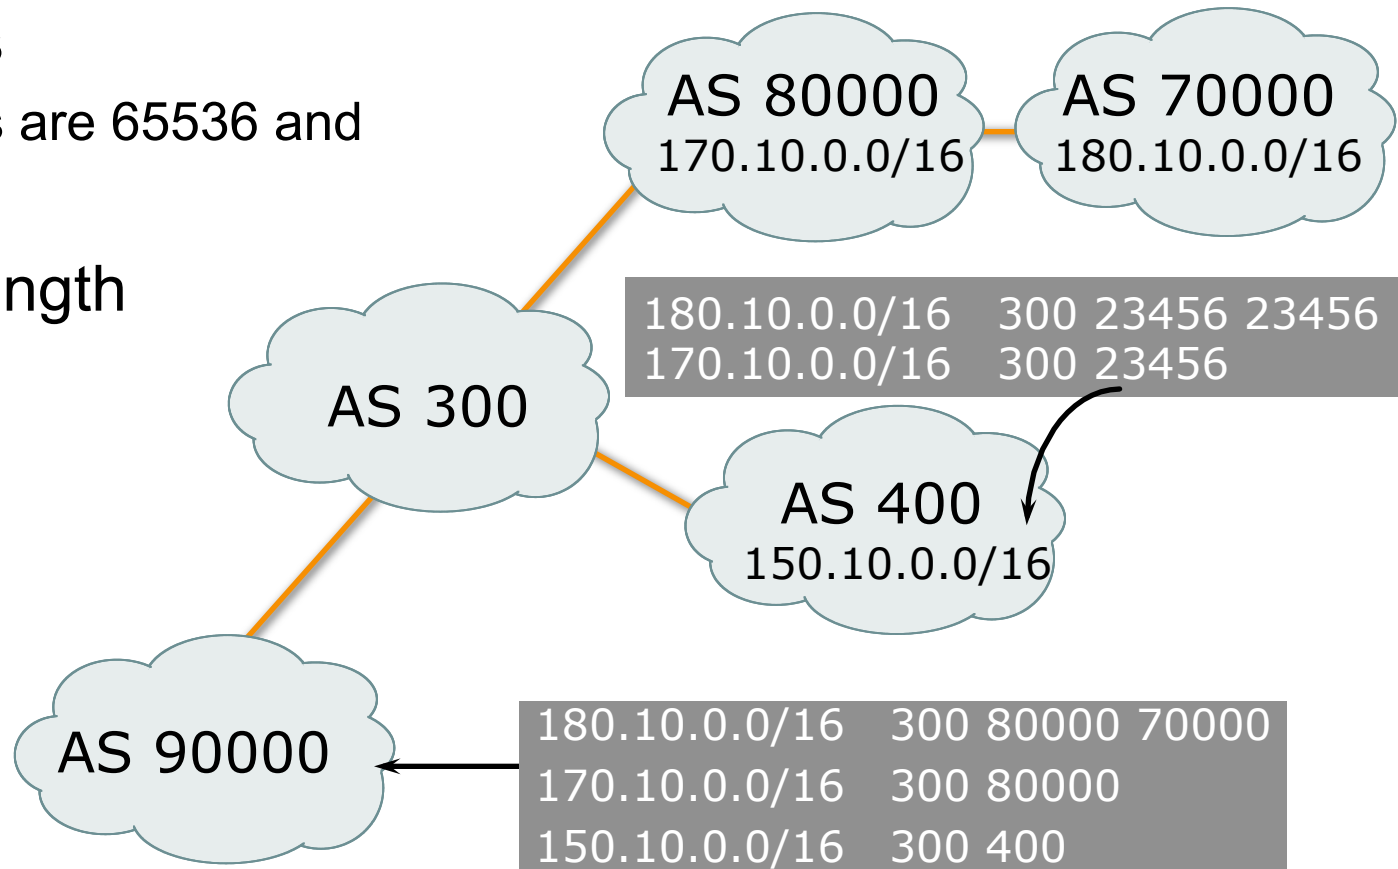 s
s are 65536 and
ngth
AS 80000
170.10.0.0/16
AS 70000
180.10.0.0/16
180.10.0.0/16 300 23456 23456
170.10.0.0/16 300 23456
AS 300
AS 400
150.10.0.0/16
AS 90000
180.10.0.0/16 300 80000 70000
170.10.0.0/16 300 80000
150.10.0.0/16 300 400